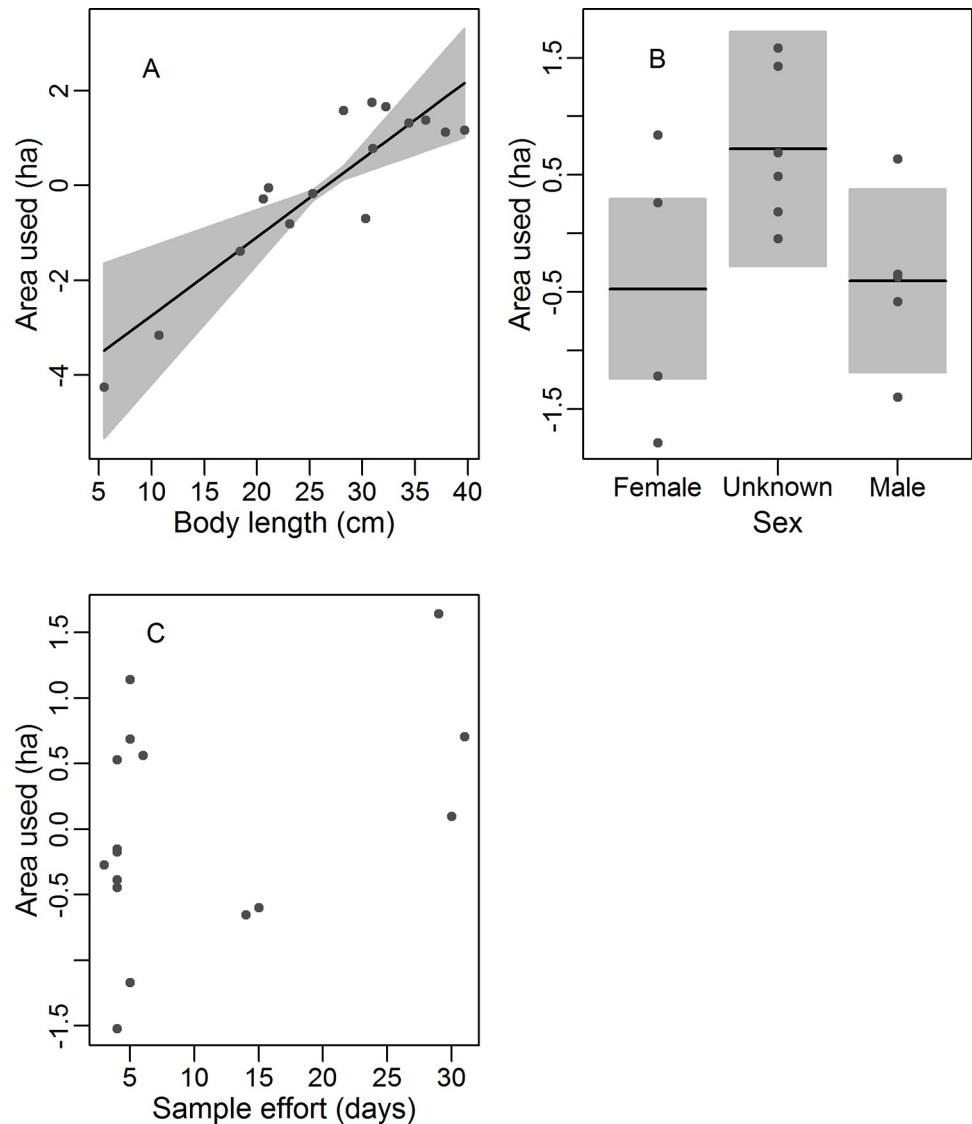 A
Area used (ha)
2
0
-2
-4
5 10 15 20 25 30 35 40
Body length (cm)
B
Area used (ha)
1.5
0.5
-0.5
-1.5
Female Unknown Male
Sex
C
Area used (ha)
1.5
1.0
0.5
0.0
-0.5
-1.5
5 10 15 20 25 30
Sample effort (days)